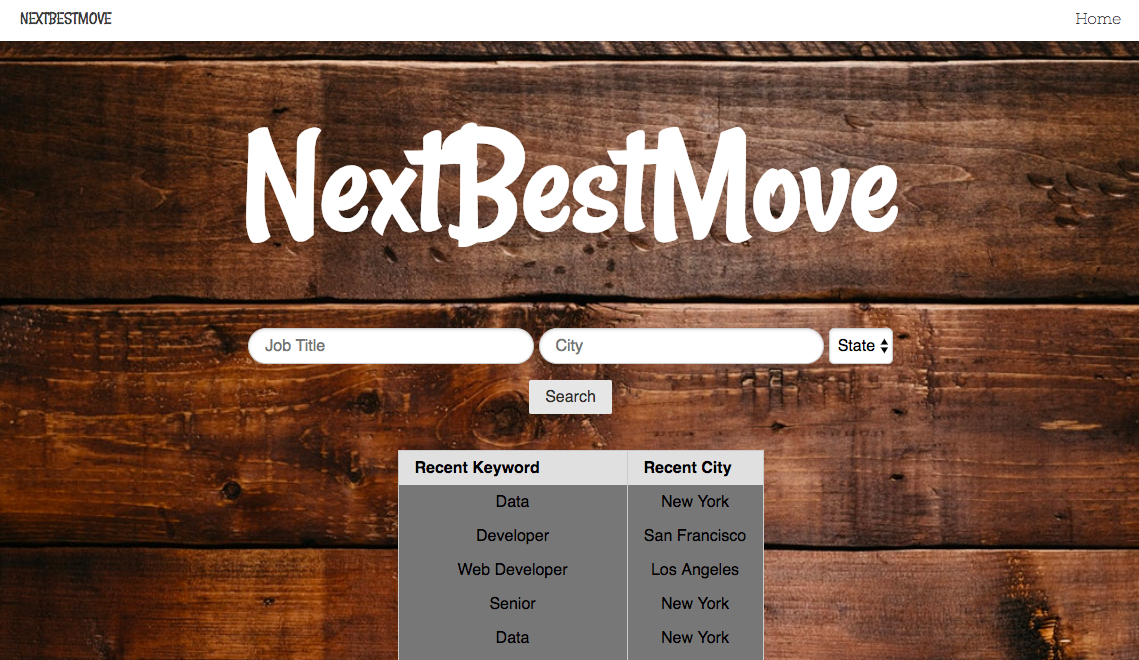 NEXTBESTMOVE Home
NextBestMove
Job Title City State
Search
Recent Keyword Recent City
Data New York
Developer San Francisco
Web Developer Los Angeles
Senior New York
Data New York